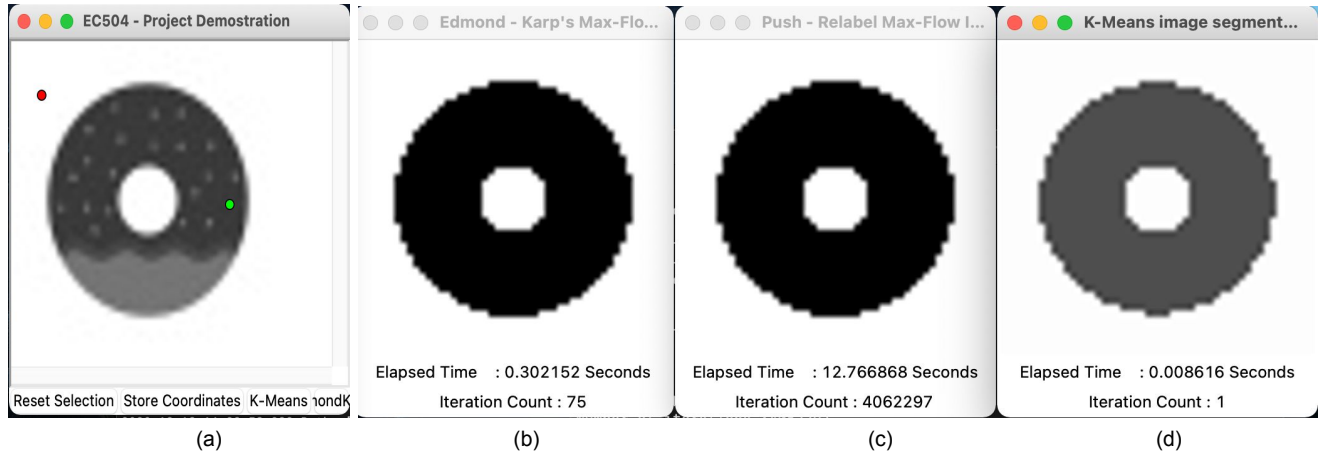 EC504 - Project Demostration
Edmond - Karp's Max-Flo...
Push - Relabel Max-Flow I...
K-Means image segment...
Elapsed Time : 0.302152 Seconds
Elapsed Time : 12.766868 Seconds
Elapsed Time : 0.008616 Seconds
Reset Selection Store Coordinates K-Means
Iteration Count : 75
Iteration Count : 4062297
Iteration Count : 1
(a)
(b)
(c)
(d)